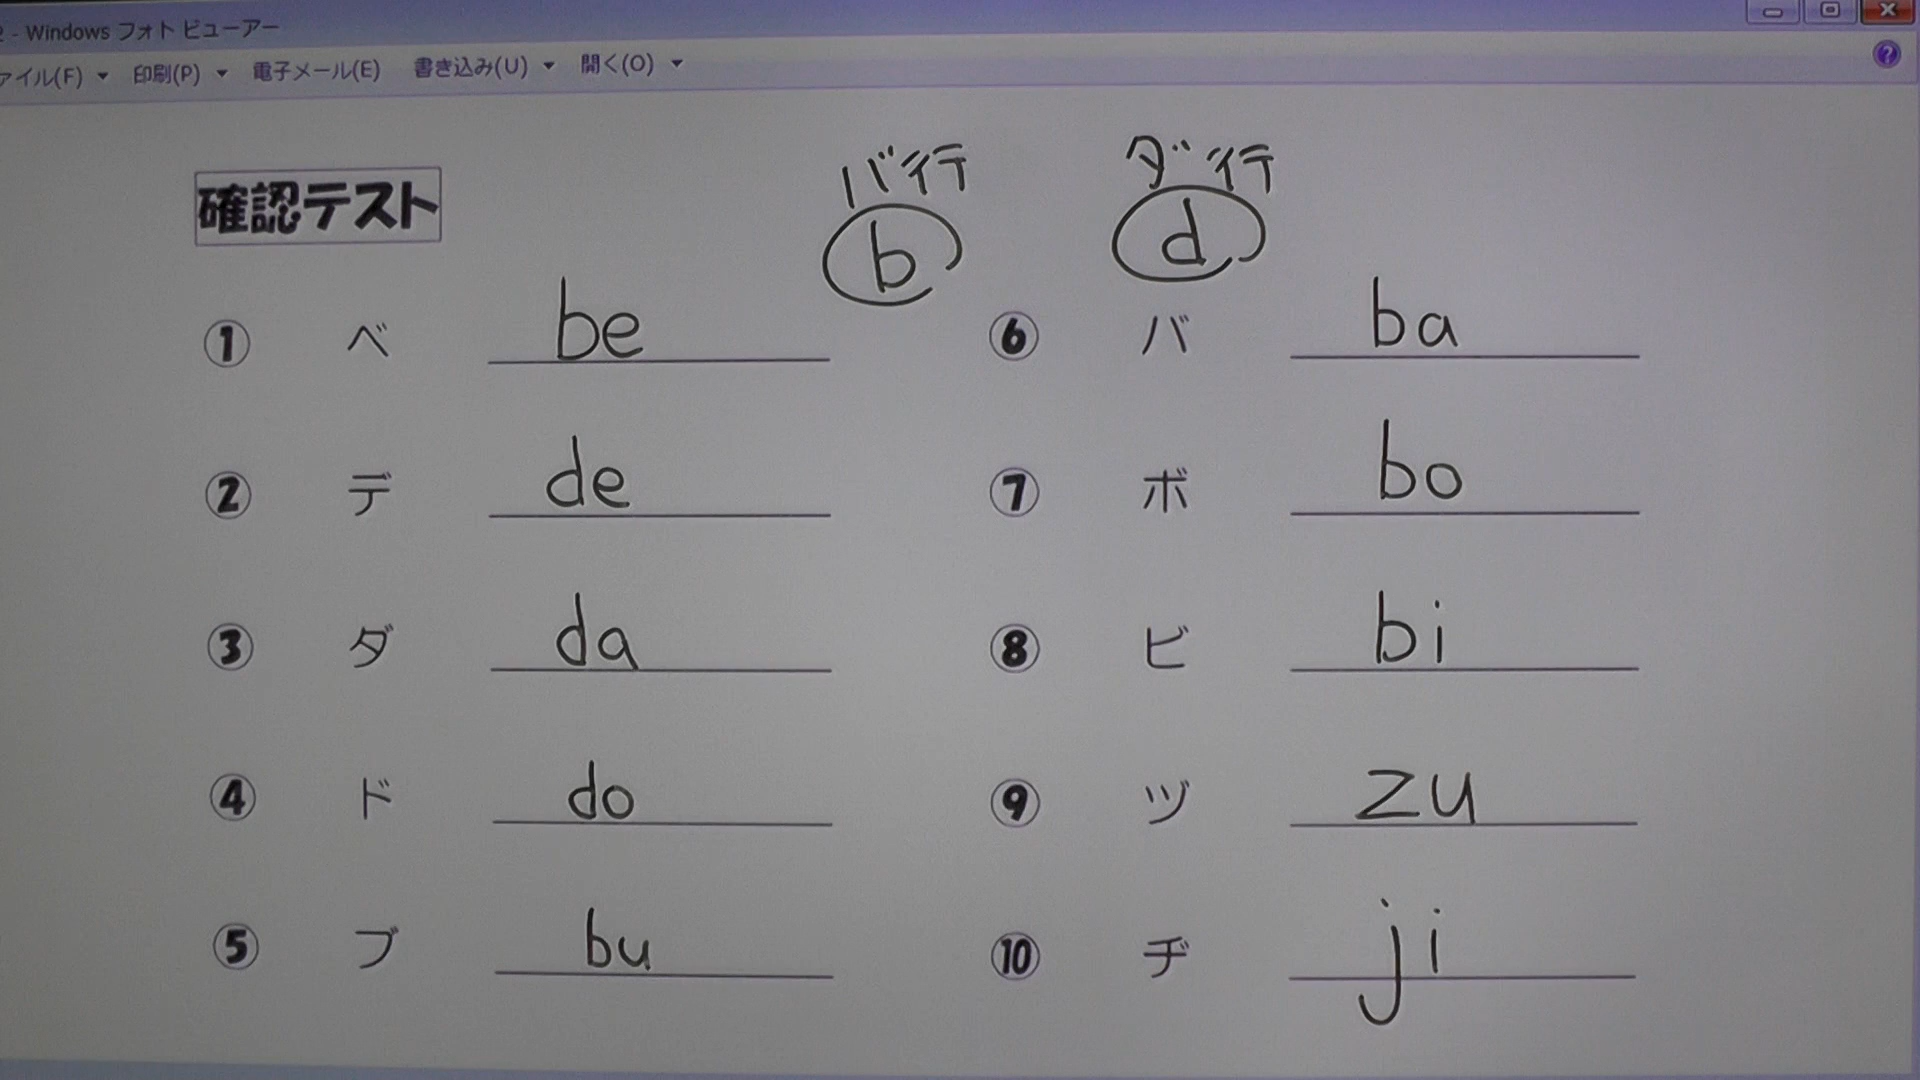 2 - Windows フォト ビューアー
ァイル(F) 印刷(P) 電子メール(E) 書き込み(U) 開く(O)
確認テスト
バ行 ダ行
b d
① ベ be
② デ de
③ ダ da
④ ド do
⑤ ブ bu
⑥ バ ba
⑦ ボ bo
⑧ ビ bi
⑨ ヅ zu
⑩ ヂ ji